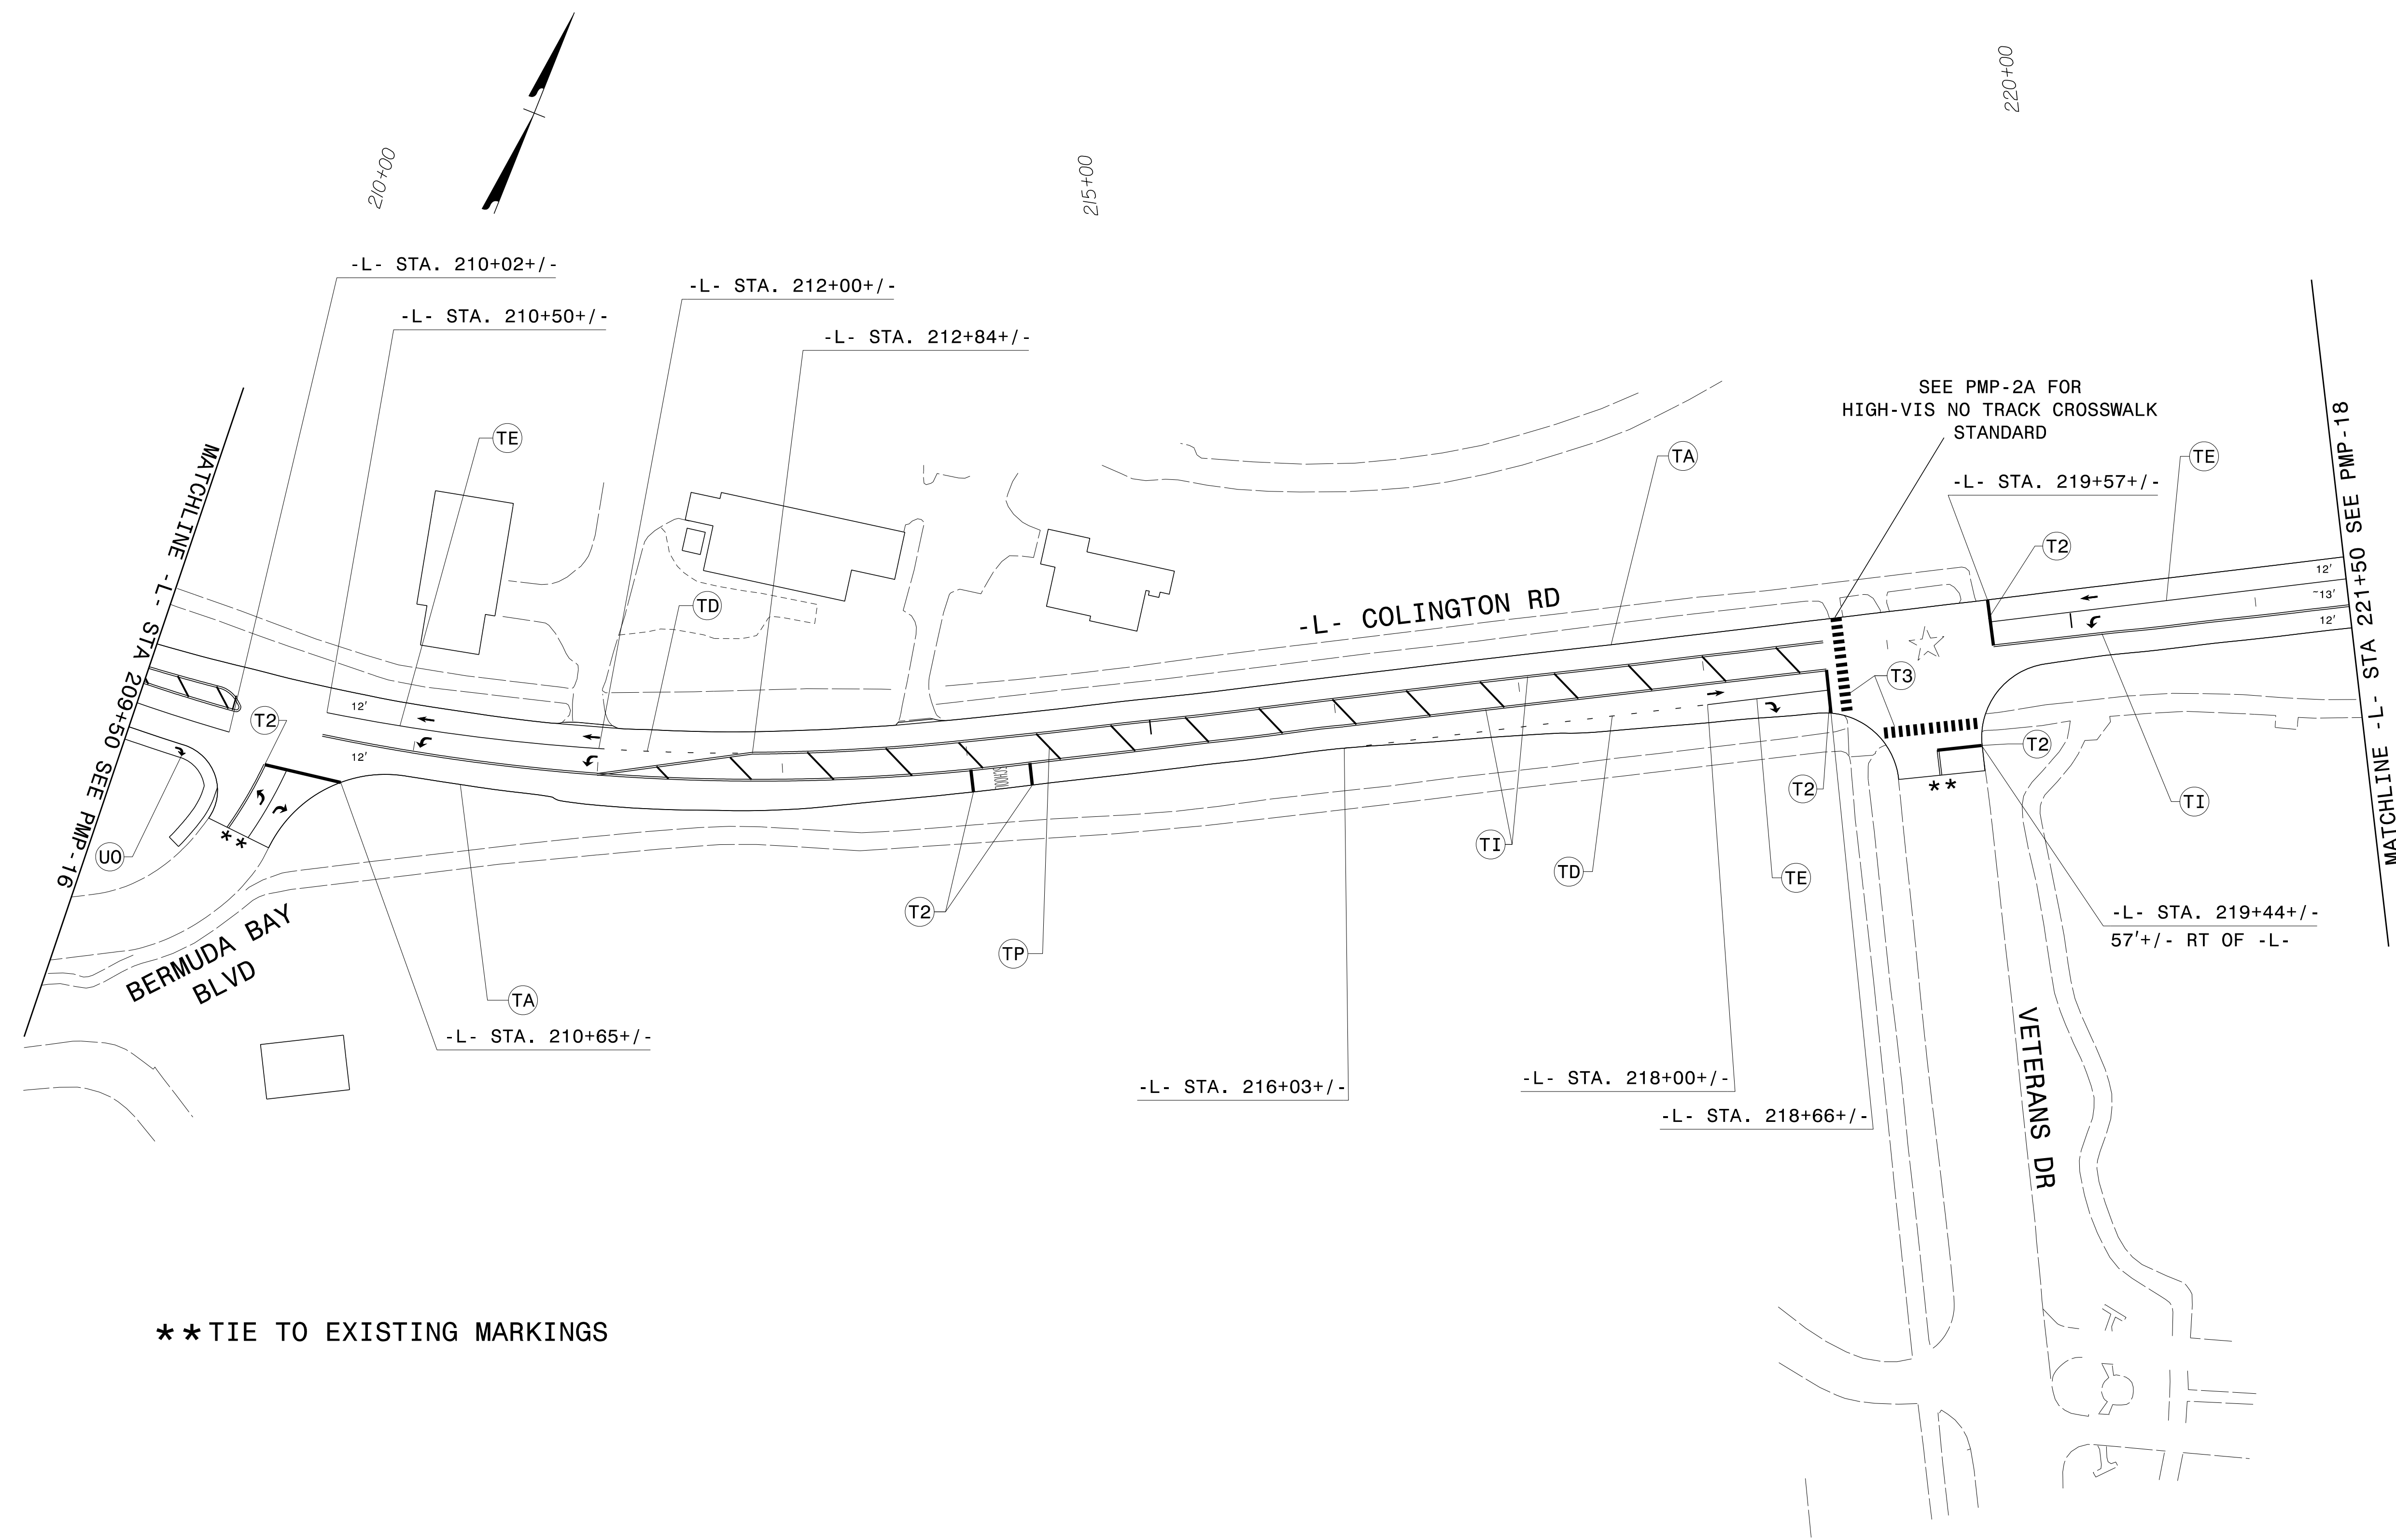 220+00
210+00
215+00
-L- STA. 210+02+/-
-L- STA. 212+00+/-
-L- STA. 210+50+/-
-L- STA. 212+84+/-
SEE PMP-2A FOR
HIGH-VIS NO TRACK CROSSWALK
STANDARD
TE
TA
TE
-L- STA. 219+57+/-
T2
MATCHLINE -L- STA 209+50 SEE PMP-16
MATCHLINE -L- STA 221+50 SEE PMP-18
12'
~13'
12'
TD
-L- COLINGTON RD
T3
12'
12'
T2
T2
**
T2
TI
UO
**
TI
TD
TE
SCHOOL
T2
TP
-L- STA. 219+44+/-
57'+/- RT OF -L-
BERMUDA BAY
BLVD
TA
-L- STA. 210+65+/-
-L- STA. 216+03+/-
-L- STA. 218+00+/-
-L- STA. 218+66+/-
VETERANS DR
**TIE TO EXISTING MARKINGS